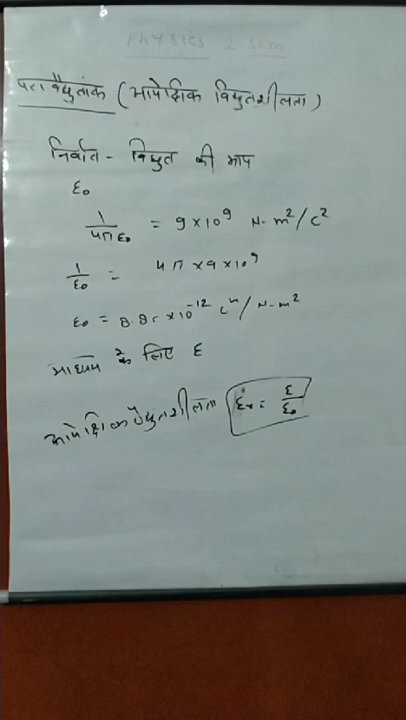 Physics 2 Sem
परावैद्युतांक (आपेक्षिक विद्युतशीलता)
निर्वात - विद्युत की माप
ε₀
1/4πε₀ = 9×10⁹ N-m²/C²
1/ε₀ = 4π×9×10⁹
ε₀ = 8.85×10⁻¹² C²/N-m²
माध्यम के लिए ε
आपेक्षिक वैद्युतशीलता εᵣ = ε/ε₀